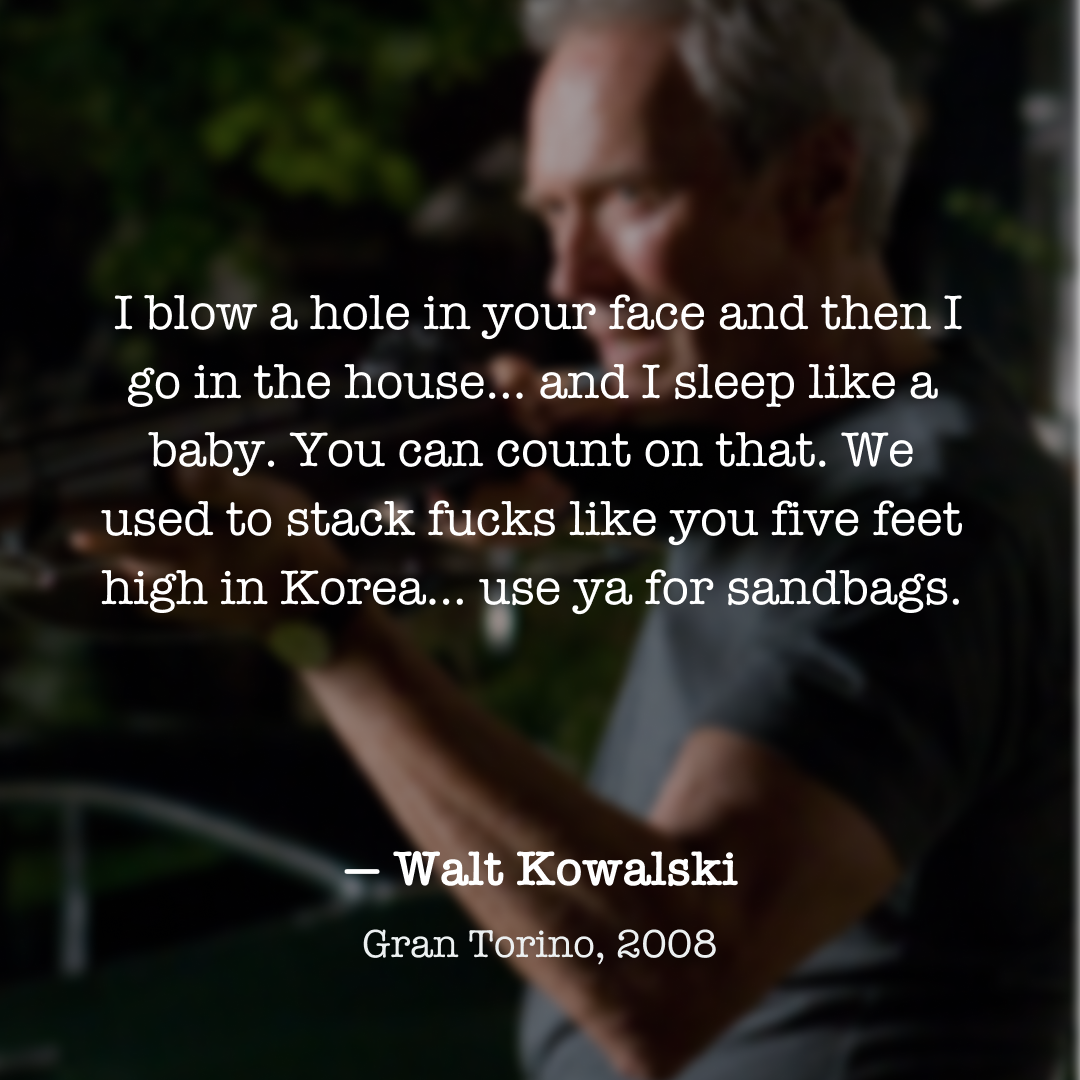 I blow a hole in your face and then I
go in the house... and I sleep like a
baby. You can count on that. We
used to stack fucks like you five feet
high in Korea... use ya for sandbags.
— Walt Kowalski
Gran Torino, 2008